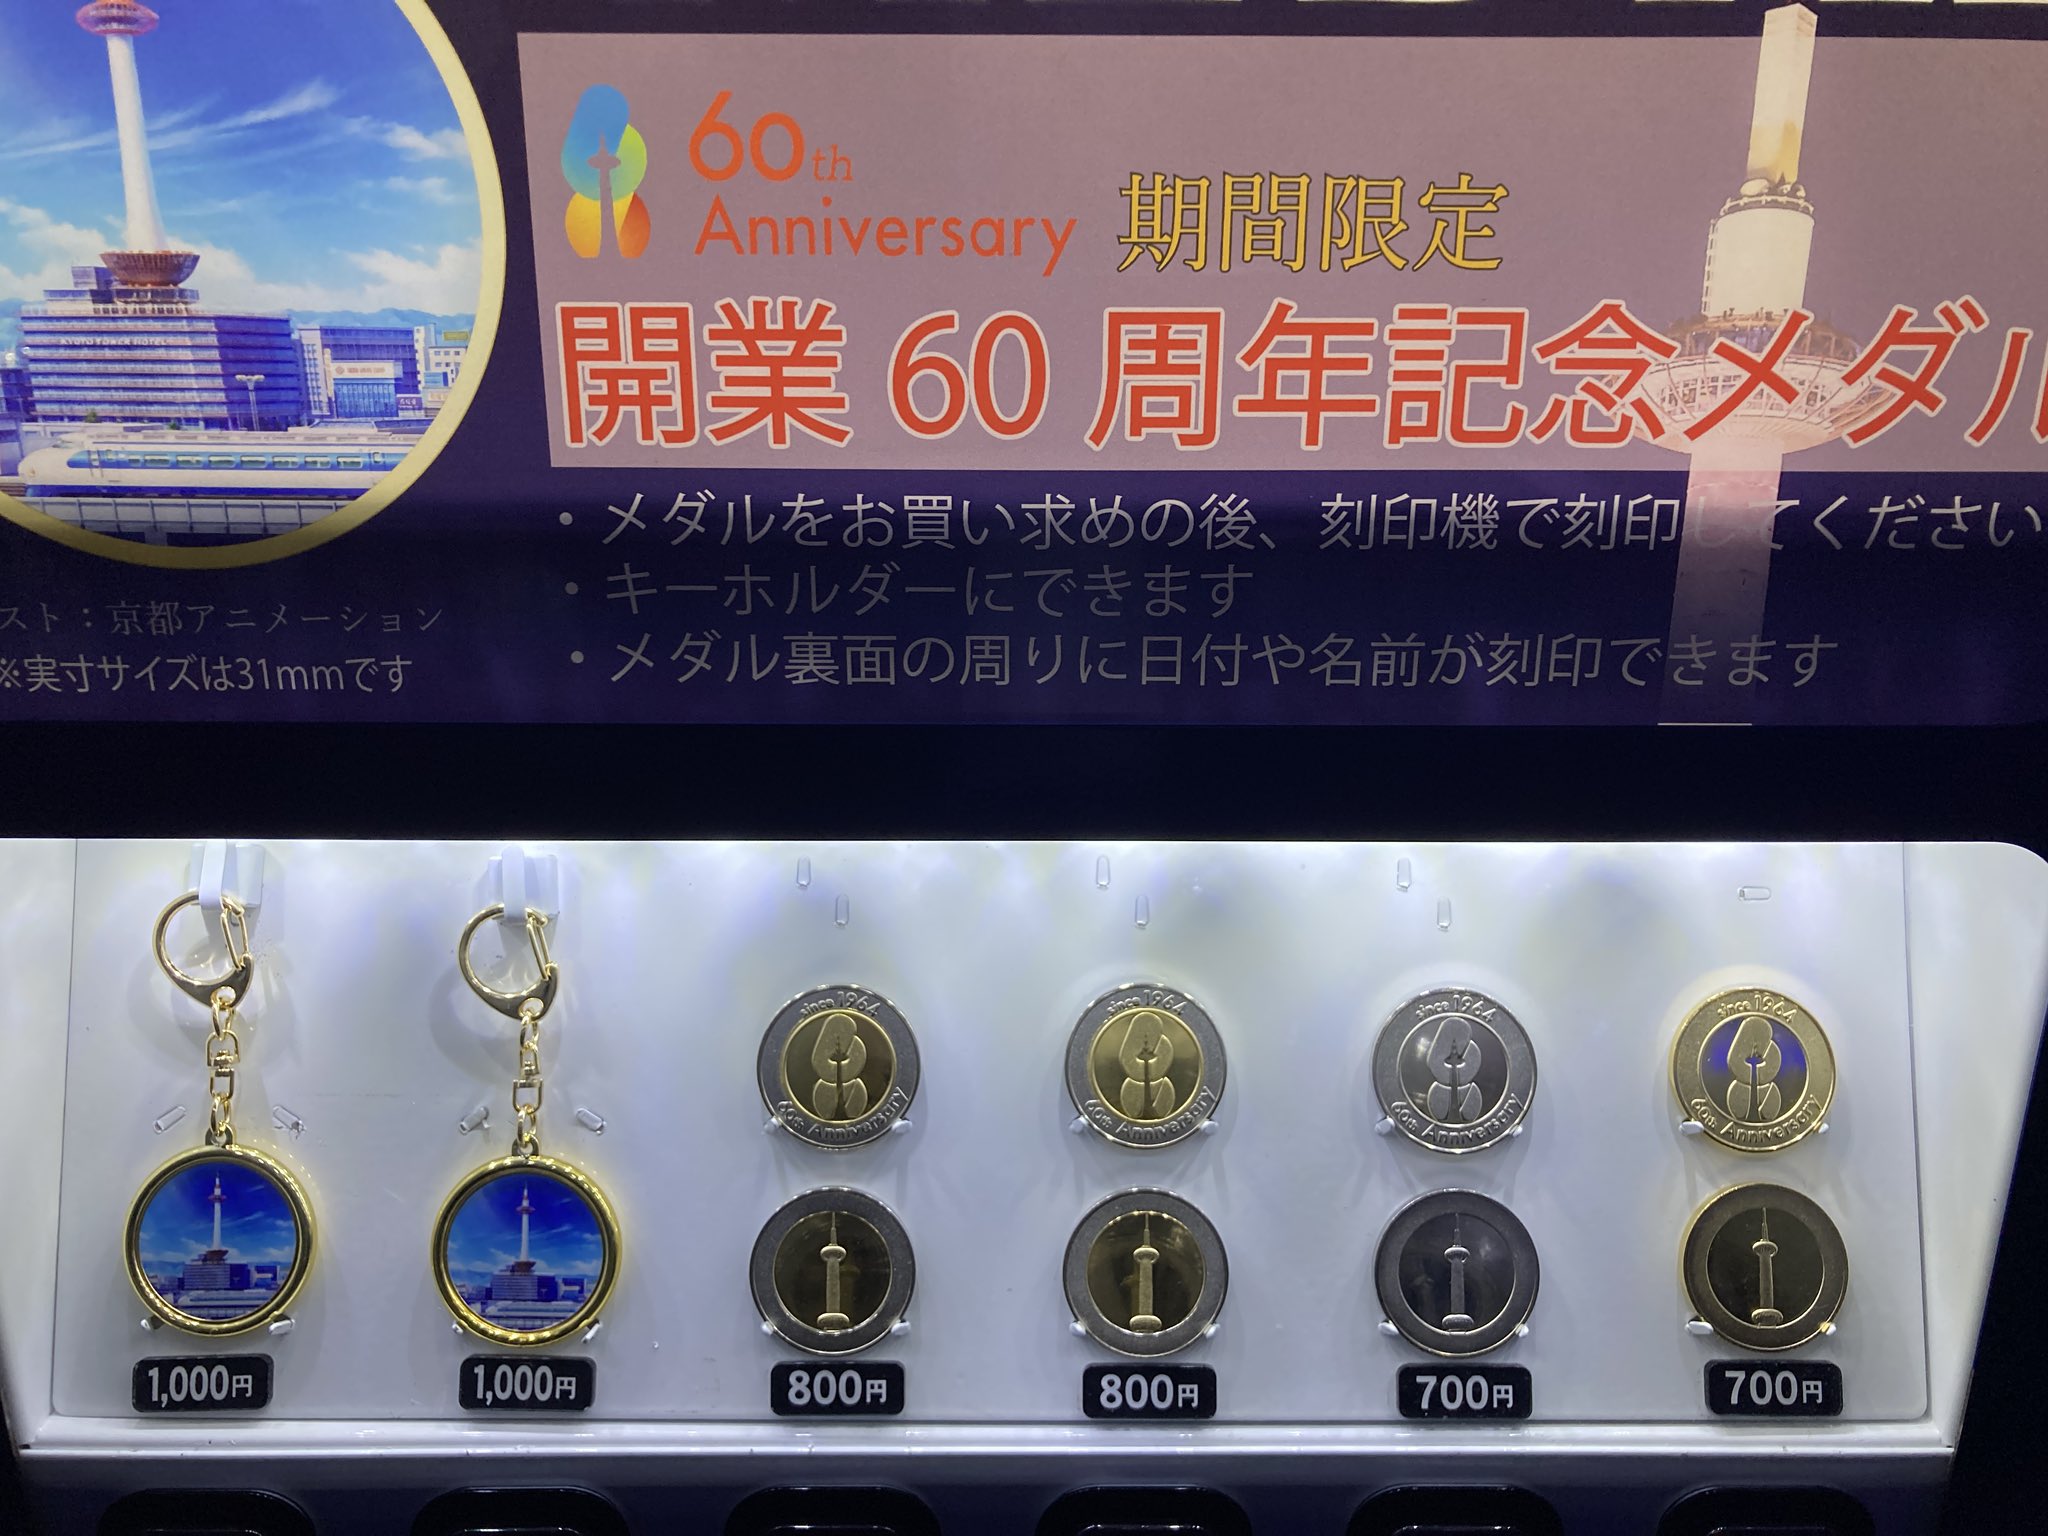 60th
Anniversary
期間限定
開業60周年記念メダル
・メダルをお買い求めの後、刻印機で刻印してください
・キーホルダーにできます
・メダル裏面の周りに日付や名前が刻印できます
KYOTO TOWER HOTEL
スト：京都アニメーション
※実寸サイズは31mmです
since 1964
60th Anniversary
since 1964
60th Anniversary
since 1964
60th Anniversary
since 1964
60th Anniversary
1,000円
1,000円
800円
800円
700円
700円